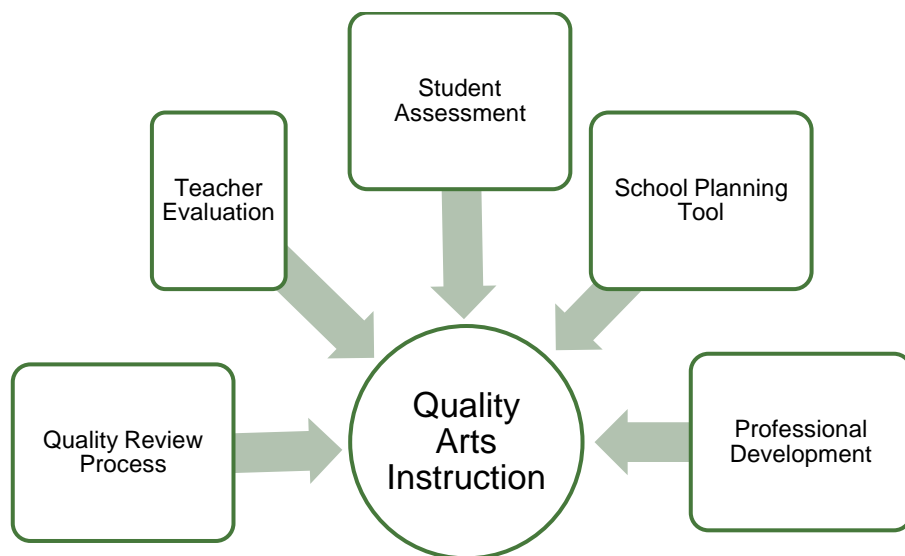 Student
Assessment
Teacher
Evaluation
School Planning
Tool
Quality Review
Process
Quality
Arts
Instruction
Professional
Development